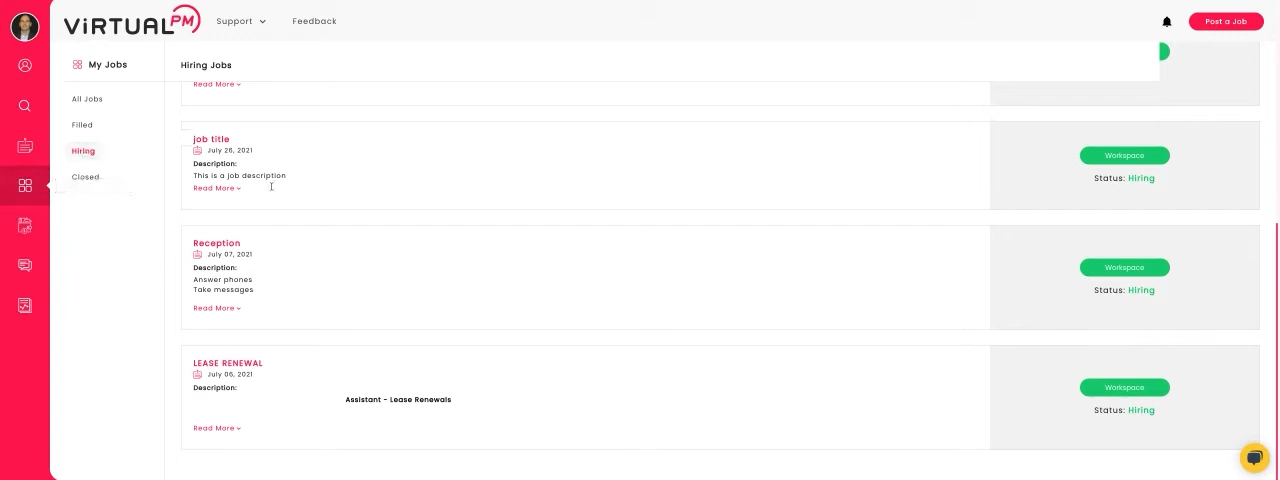 ViRTUAL PM
Support
Feedback
Post a Job
My Jobs
Hiring Jobs
All Jobs
Filled
Hiring
Closed
Read More
job title
July 26, 2021
Description:
This is a job description
Read More
Workspace
Status: Hiring
Reception
July 07, 2021
Description:
Answer phones
Take messages
Read More
Workspace
Status: Hiring
LEASE RENEWAL
July 06, 2021
Description:
Assistant - Lease Renewals
Read More
Workspace
Status: Hiring